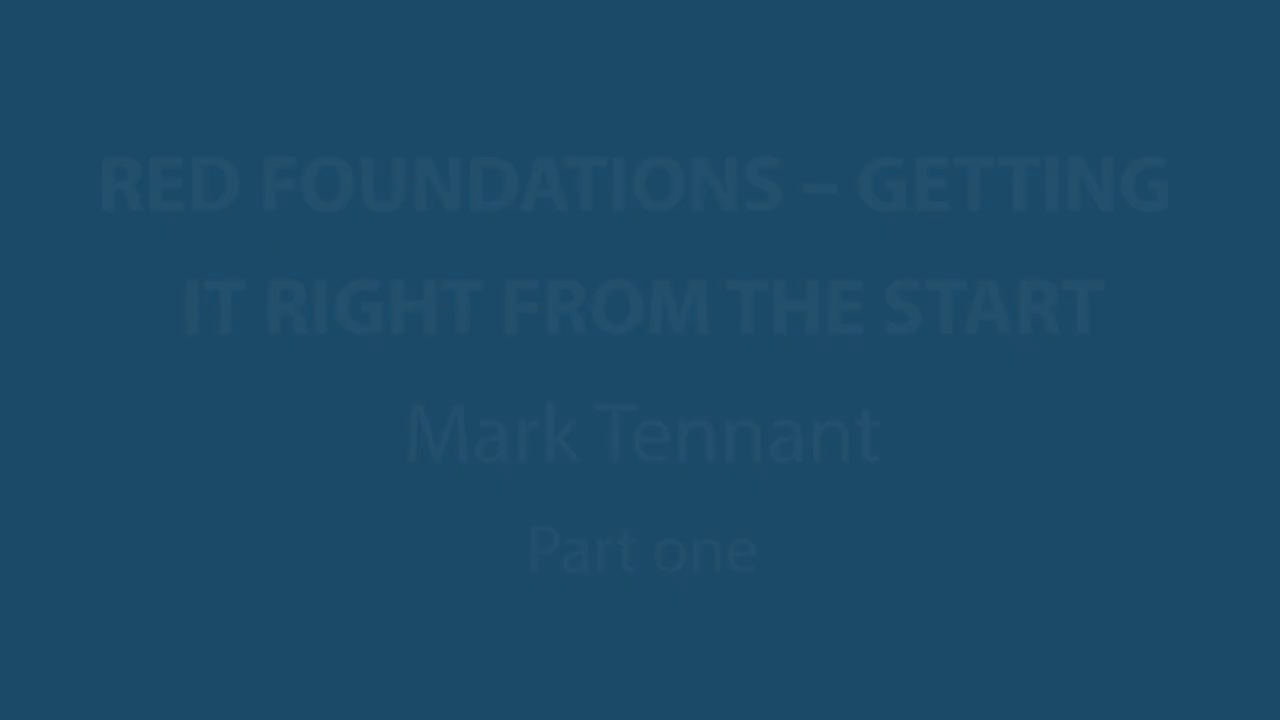 RED FOUNDATIONS – GETTING
IT RIGHT FROM THE START
Mark Tennant
Part one